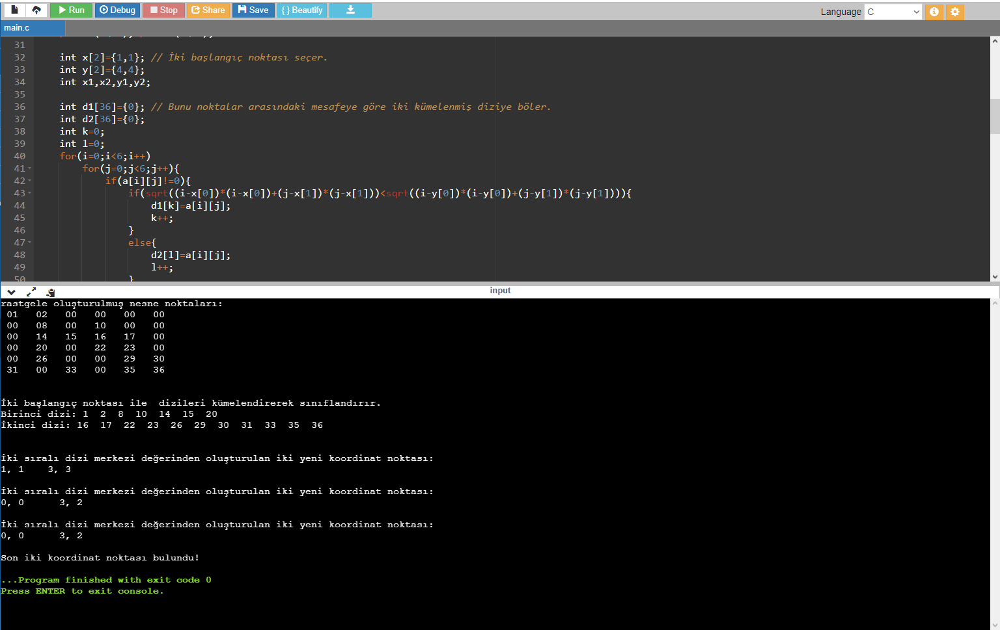 Run Debug Stop Share Save { } Beautify Language C
main.c
31
32 int x[2]={1,1}; // İki başlangıç noktası seçer.
33 int y[2]={4,4};
34 int x1,x2,y1,y2;
35
36 int d1[36]={0}; // Bunu noktalar arasındaki mesafeye göre iki kümelenmiş diziye böler.
37 int d2[36]={0};
38 int k=0;
39 int l=0;
40 for(i=0;i<6;i++)
41 for(j=0;j<6;j++){
42 if(a[i][j]!=0){
43 if(sqrt((i-x[0])*(i-x[0])+(j-x[1])*(j-x[1]))<sqrt((i-y[0])*(i-y[0])+(j-y[1])*(j-y[1]))){
44 d1[k]=a[i][j];
45 k++;
46 }
47 else{
48 d2[l]=a[i][j];
49 l++;
50 }
input
rastgele oluşturulmuş nesne noktaları:
01 02 00 00 00 00
00 08 00 10 00 00
00 14 15 16 17 00
00 20 00 22 23 00
00 26 00 00 29 30
31 00 33 00 35 36
İki başlangıç noktası ile dizileri kümelendirerek sınıflandırır.
Birinci dizi: 1 2 8 10 14 15 20
İkinci dizi: 16 17 22 23 26 29 30 31 33 35 36
İki sıralı dizi merkezi değerinden oluşturulan iki yeni koordinat noktası:
1, 1 3, 3
İki sıralı dizi merkezi değerinden oluşturulan iki yeni koordinat noktası:
0, 0 3, 2
İki sıralı dizi merkezi değerinden oluşturulan iki yeni koordinat noktası:
0, 0 3, 2
Son iki koordinat noktası bulundu!
...Program finished with exit code 0
Press ENTER to exit console.